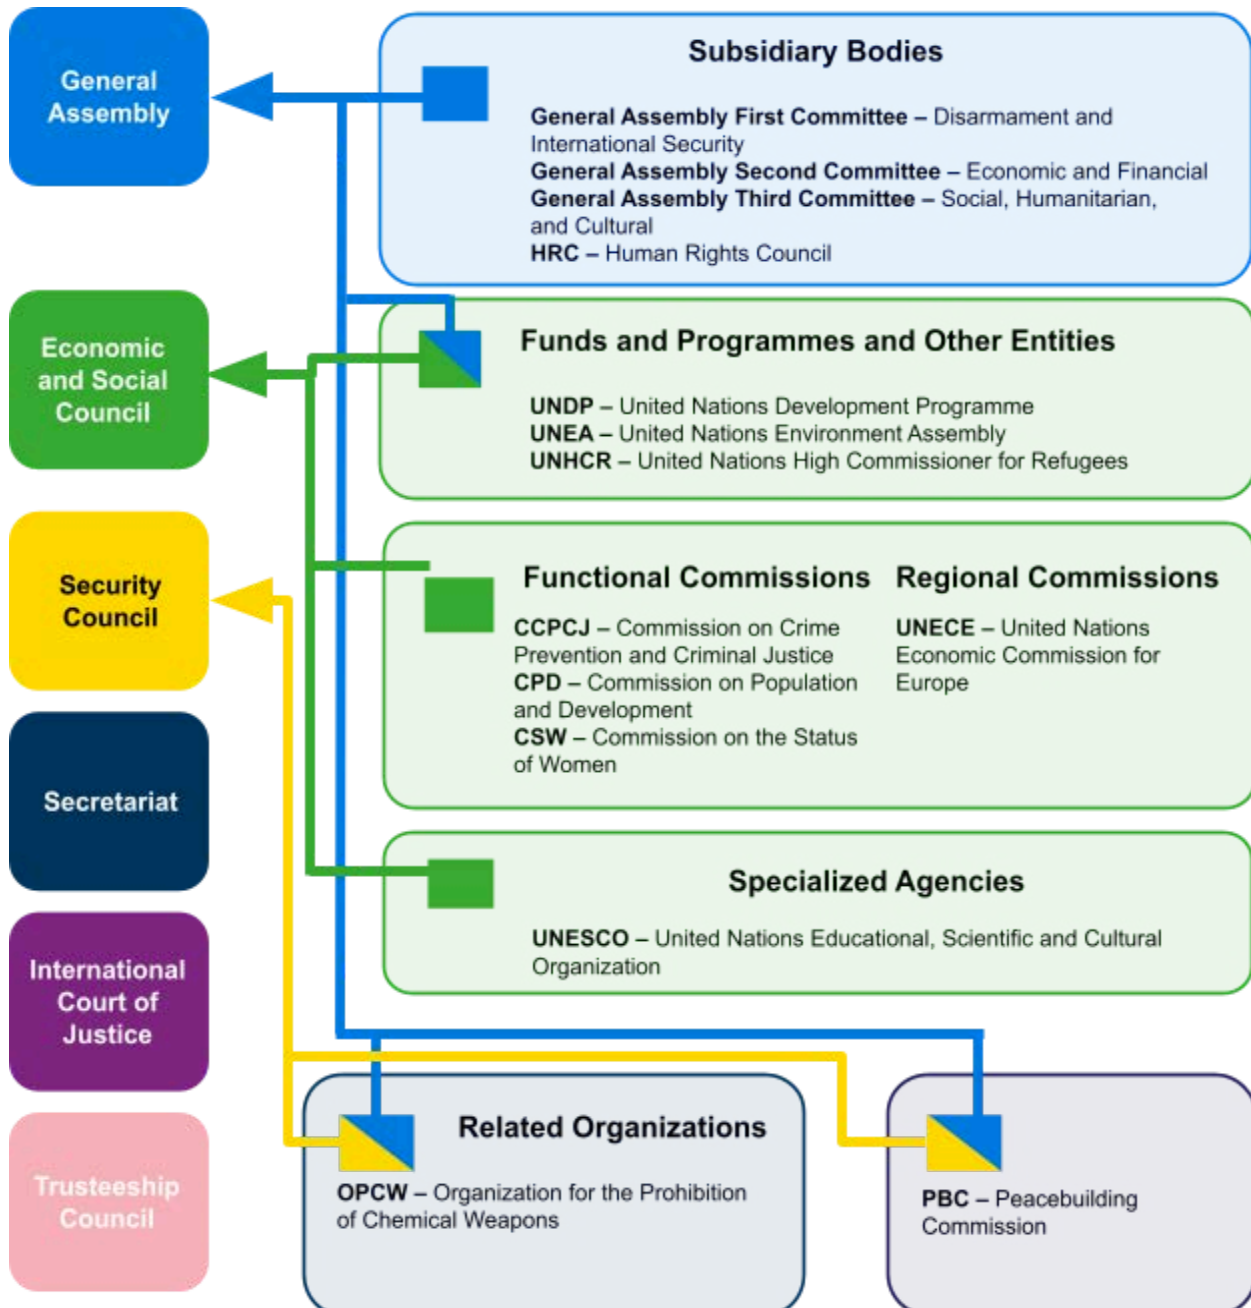 General
Assembly
Subsidiary Bodies
General Assembly First Committee – Disarmament and
International Security
General Assembly Second Committee – Economic and Financial
General Assembly Third Committee – Social, Humanitarian,
and Cultural
HRC – Human Rights Council
Economic
and Social
Council
Funds and Programmes and Other Entities
UNDP – United Nations Development Programme
UNEA – United Nations Environment Assembly
UNHCR – United Nations High Commissioner for Refugees
Security
Council
Functional Commissions
CCPCJ – Commission on Crime
Prevention and Criminal Justice
CPD – Commission on Population
and Development
CSW – Commission on the Status
of Women
Regional Commissions
UNECE – United Nations
Economic Commission for
Europe
Secretariat
Specialized Agencies
UNESCO – United Nations Educational, Scientific and Cultural
Organization
International
Court of
Justice
Trusteeship
Council
Related Organizations
OPCW – Organization for the Prohibition
of Chemical Weapons
PBC – Peacebuilding
Commission